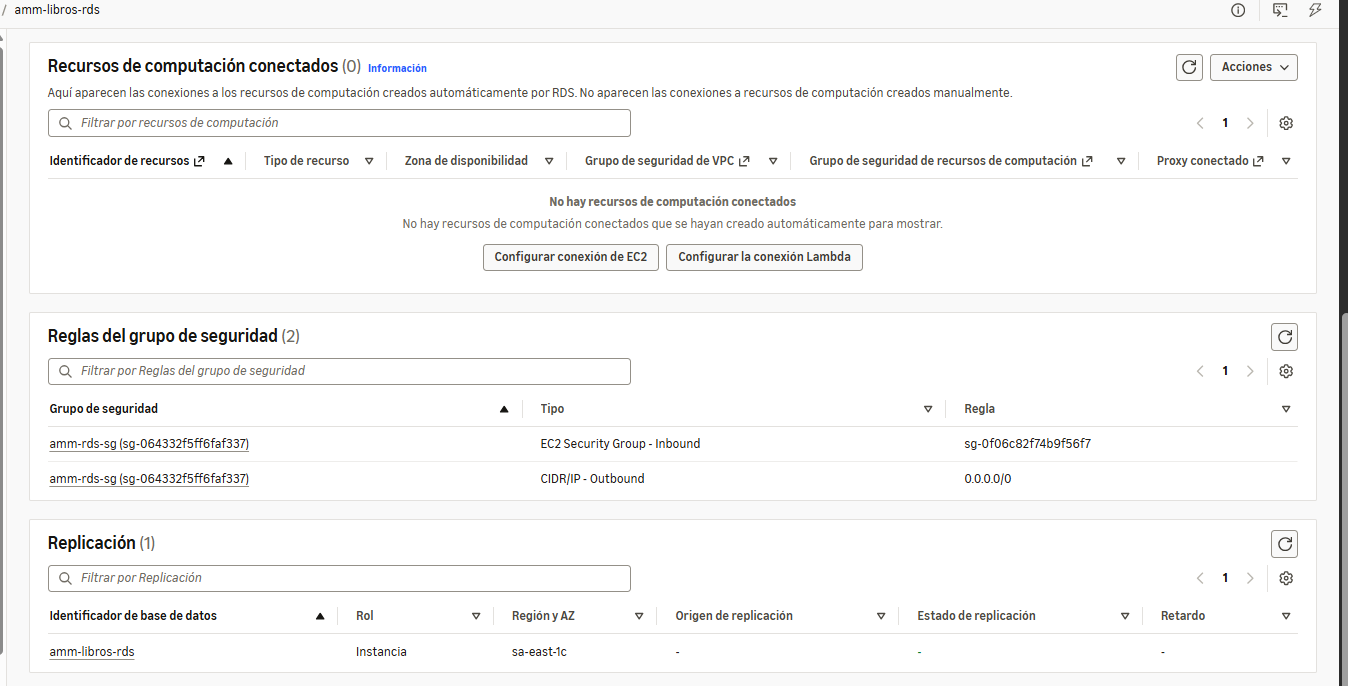 / amm-libros-rds
Recursos de computación conectados (0) Información
Acciones
Aquí aparecen las conexiones a los recursos de computación creados automáticamente por RDS. No aparecen las conexiones a recursos de computación creados manualmente.
Filtrar por recursos de computación
1
Identificador de recursos Tipo de recurso Zona de disponibilidad Grupo de seguridad de VPC Grupo de seguridad de recursos de computación Proxy conectado
No hay recursos de computación conectados
No hay recursos de computación conectados que se hayan creado automáticamente para mostrar.
Configurar conexión de EC2 Configurar la conexión Lambda
Reglas del grupo de seguridad (2)
Filtrar por Reglas del grupo de seguridad
1
Grupo de seguridad Tipo Regla
amm-rds-sg (sg-064332f5ff6faf337) EC2 Security Group - Inbound sg-0f06c82f74b9f56f7
amm-rds-sg (sg-064332f5ff6faf337) CIDR/IP - Outbound 0.0.0.0/0
Replicación (1)
Filtrar por Replicación
1
Identificador de base de datos Rol Región y AZ Origen de replicación Estado de replicación Retardo
amm-libros-rds Instancia sa-east-1c - - -